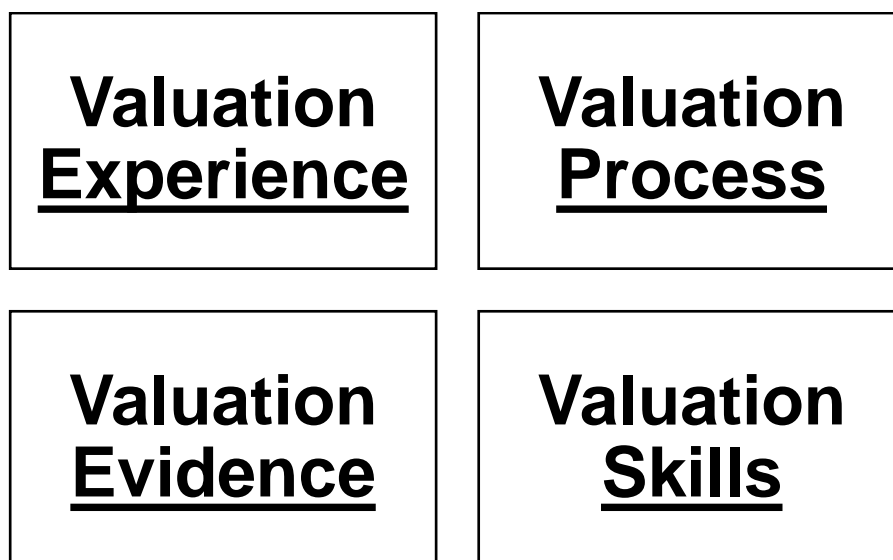 Valuation
Experience
Valuation
Process
Valuation
Evidence
Valuation
Skills